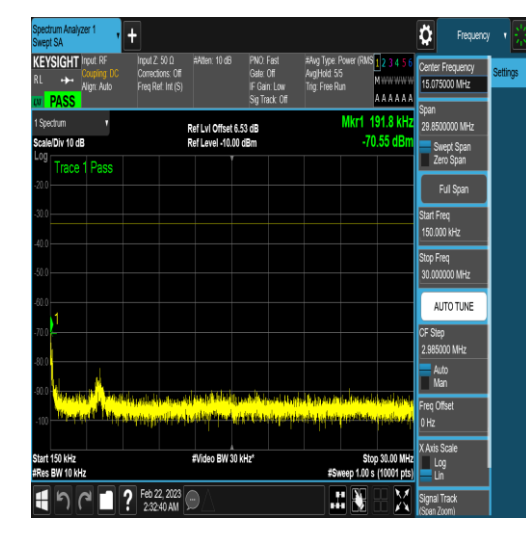 Spectrum Analyzer 1
Swept SA
Frequency
KEYSIGHT Input: RF
RL
Coupling: DC
Align: Auto
Input Z: 50 Ω
Corrections: Off
Freq Ref: Int (S)
#Atten: 10 dB
PNO: Fast
Gate: Off
IF Gain: Low
Sig Track: Off
#Avg Type: Power (RMS
Avg|Hold: 5/5
Trig: Free Run
1 2 3 4 5 6
M W W W W W
A A A A A A
PASS
1 Spectrum
Scale/Div 10 dB
Log
Ref Lvl Offset 6.53 dB
Ref Level -10.00 dBm
Mkr1 191.8 kHz
-70.55 dBm
Trace 1 Pass
-20.0
-30.0
-40.0
-50.0
-60.0
-70.0
-80.0
-90.0
-100
1
Start 150 kHz
#Res BW 10 kHz
#Video BW 30 kHz*
Stop 30.00 MHz
#Sweep 1.00 s (10001 pts)
Feb 22, 2023
2:32:40 AM
Center Frequency
15.075000 MHz
Settings
Span
29.8500000 MHz
Swept Span
Zero Span
Full Span
Start Freq
150.000 kHz
Stop Freq
30.000000 MHz
AUTO TUNE
CF Step
2.985000 MHz
Auto
Man
Freq Offset
0 Hz
X Axis Scale
Log
Lin
Signal Track
(Span Zoom)